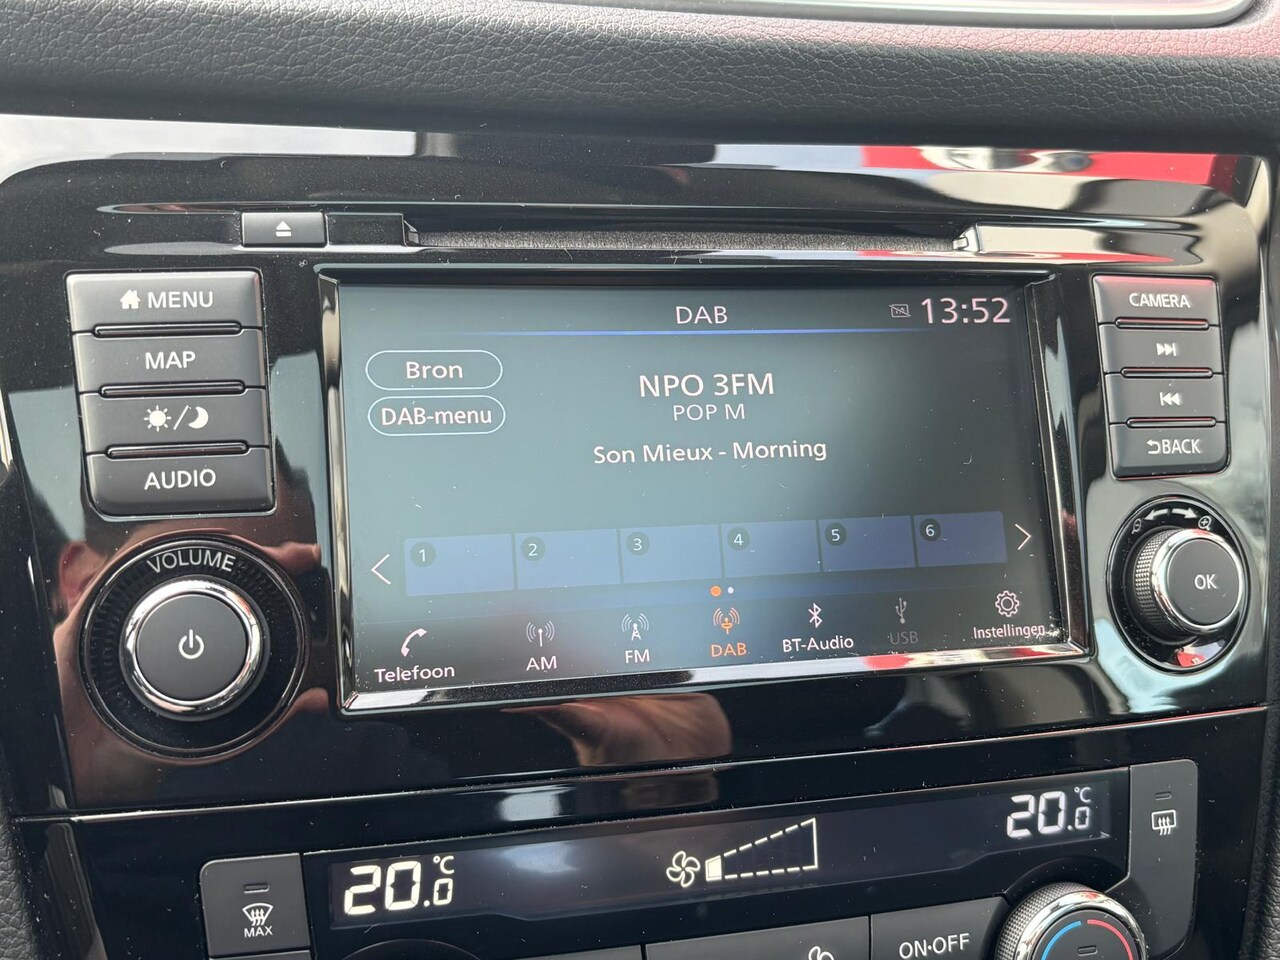 MENU
MAP
AUDIO
VOLUME
DAB
13:52
Bron
DAB-menu
NPO 3FM
POP M
Son Mieux - Morning
1
2
3
4
5
6
Telefoon
AM
FM
DAB
BT-Audio
USB
Instellingen
CAMERA
BACK
OK
20.0 °C
20.0 °C
MAX
ON·OFF